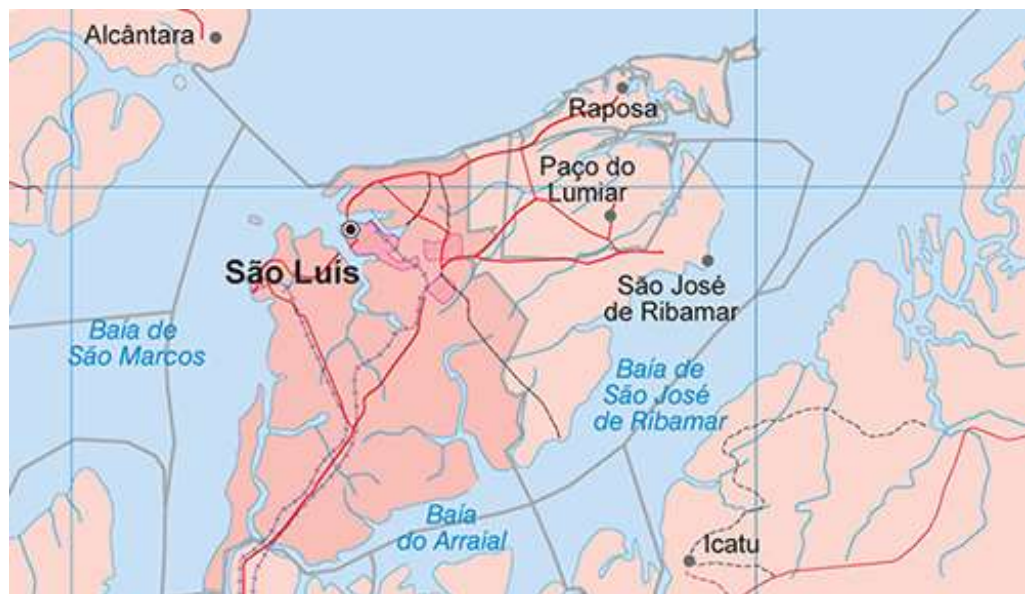 Alcântara
Raposa
Paço do
Lumiar
São Luís
São José
de Ribamar
Baía de
São Marcos
Baía de
São José
de Ribamar
Baía
do Arraial
Icatu